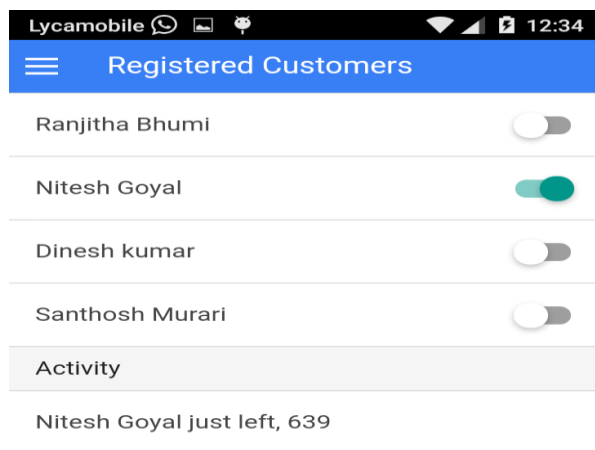 Lycamobile 12:34
Registered Customers
Ranjitha Bhumi
Nitesh Goyal
Dinesh kumar
Santhosh Murari
Activity
Nitesh Goyal just left, 639